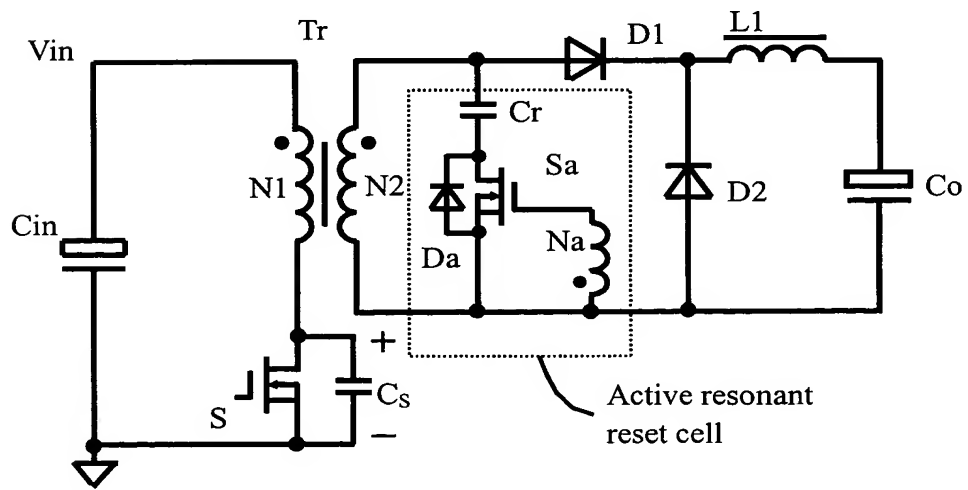 Vin
Tr
D1
L1
Cr
Sa
N1
N2
D2
Co
Cin
Da
Na
+
S
Cs
−
Active resonant
reset cell